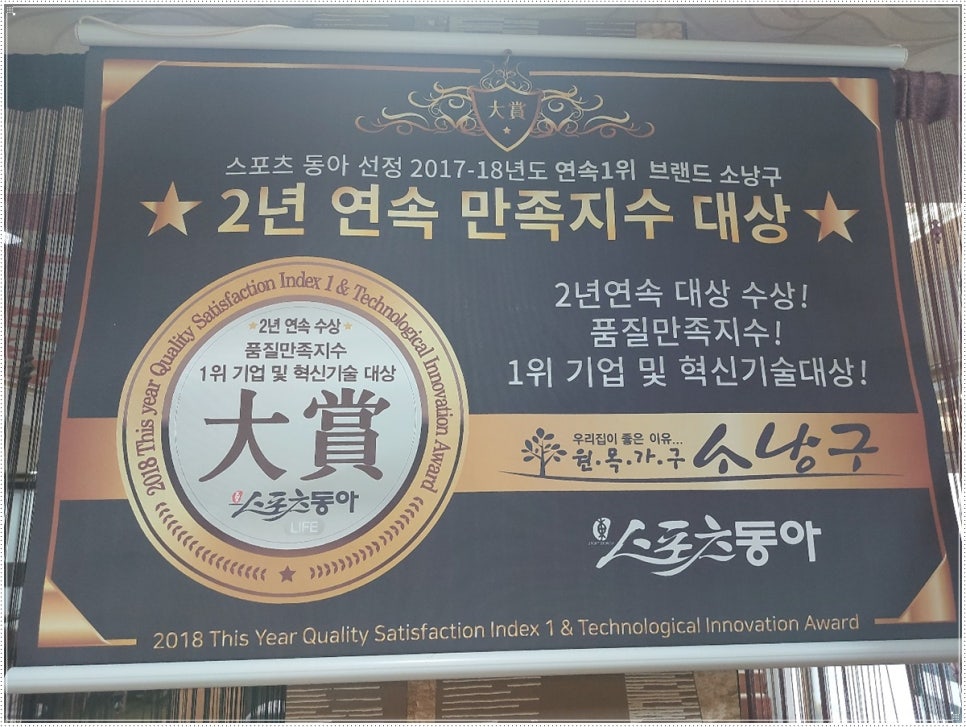 大賞
스포츠 동아 선정 2017-18년도 연속1위 브랜드 소낭구
2년 연속 만족지수 대상
2018 This year Quality Satisfaction Index 1 & Technological Innovation Award
2년 연속 수상
품질만족지수
1위 기업 및 혁신기술 대상
大賞
스포츠동아
LIFE
2년연속 대상 수상!
품질만족지수!
1위 기업 및 혁신기술대상!
우리집이 좋은 이유...
원.목.가.구 소낭구
스포츠동아
2018 This Year Quality Satisfaction Index 1 & Technological Innovation Award